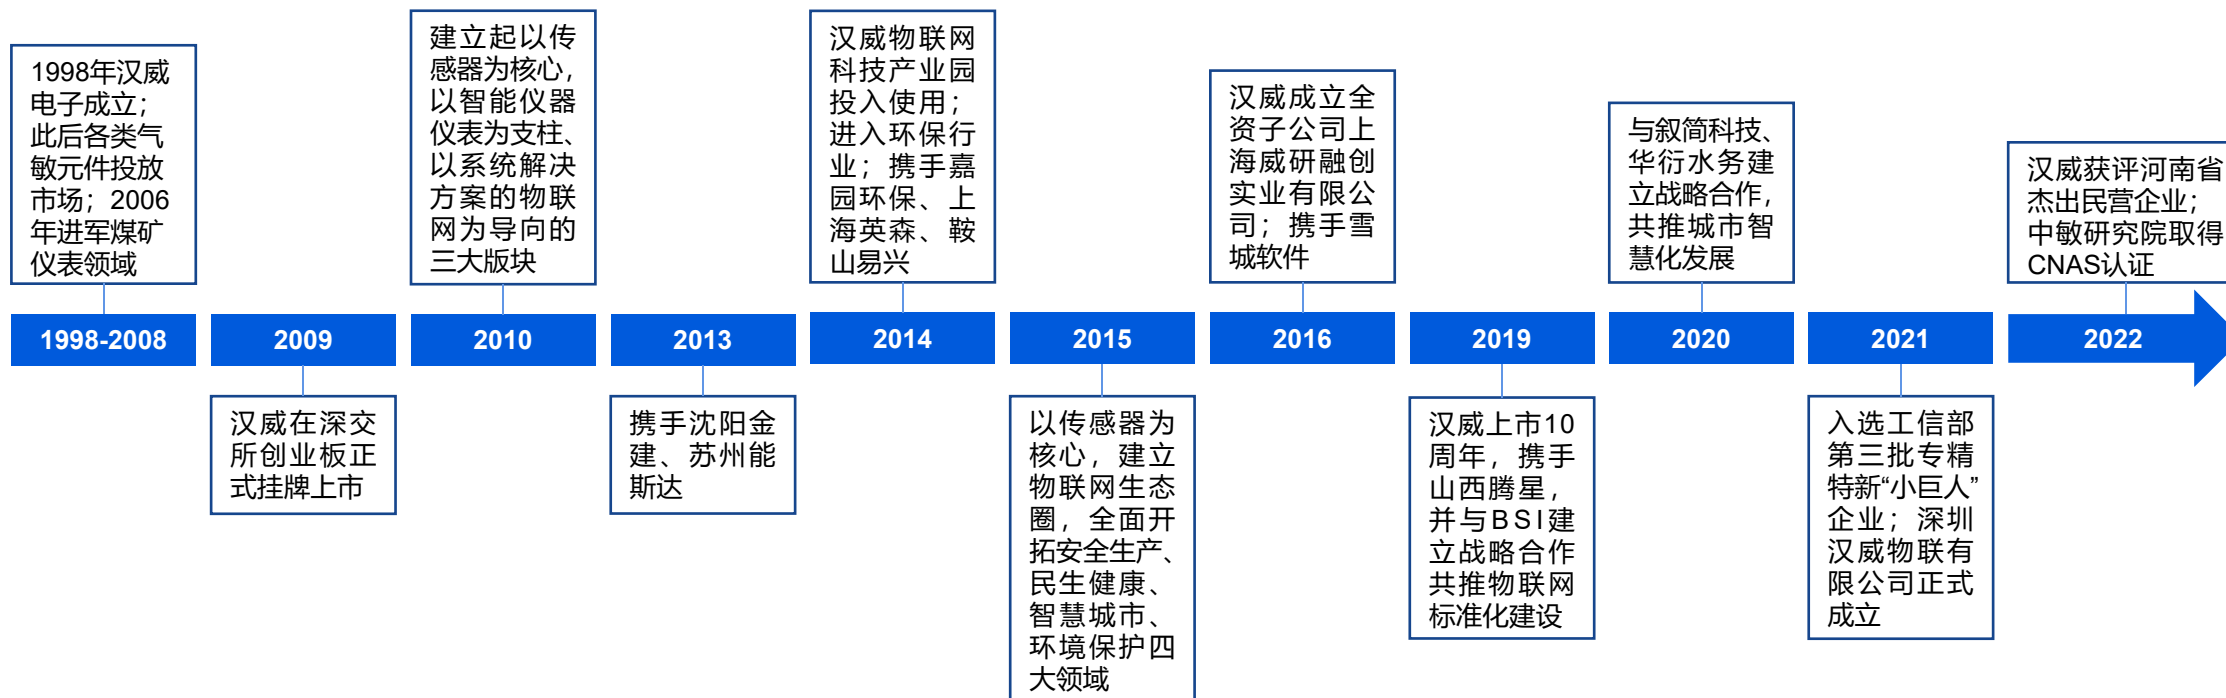 1998年汉威
电子成立；
此后各类气
敏元件投放
市场；2006
年进军煤矿
仪表领域
建立起以传
感器为核心，
以智能仪器
仪表为支柱、
以系统解决
方案的物联
网为导向的
三大版块
汉威物联网
科技产业园
投入使用；
进入环保行
业；携手嘉
园环保、上
海英森、鞍
山易兴
汉威成立全
资子公司上
海威研融创
实业有限公
司；携手雪
城软件
与叙简科技、
华衍水务建
立战略合作，
共推城市智
慧化发展
汉威获评河南省
杰出民营企业；
中敏研究院取得
CNAS认证
1998-2008
2009
2010
2013
2014
2015
2016
2019
2020
2021
2022
汉威在深交
所创业板正
式挂牌上市
携手沈阳金
建、苏州能
斯达
以传感器为
核心，建立
物联网生态
圈，全面开
拓安全生产、
民生健康、
智慧城市、
环境保护四
大领域
汉威上市10
周年，携手
山西腾星，
并与BSI建
立战略合作
共推物联网
标准化建设
入选工信部
第三批专精
特新“小巨人”
企业；深圳
汉威物联有
限公司正式
成立